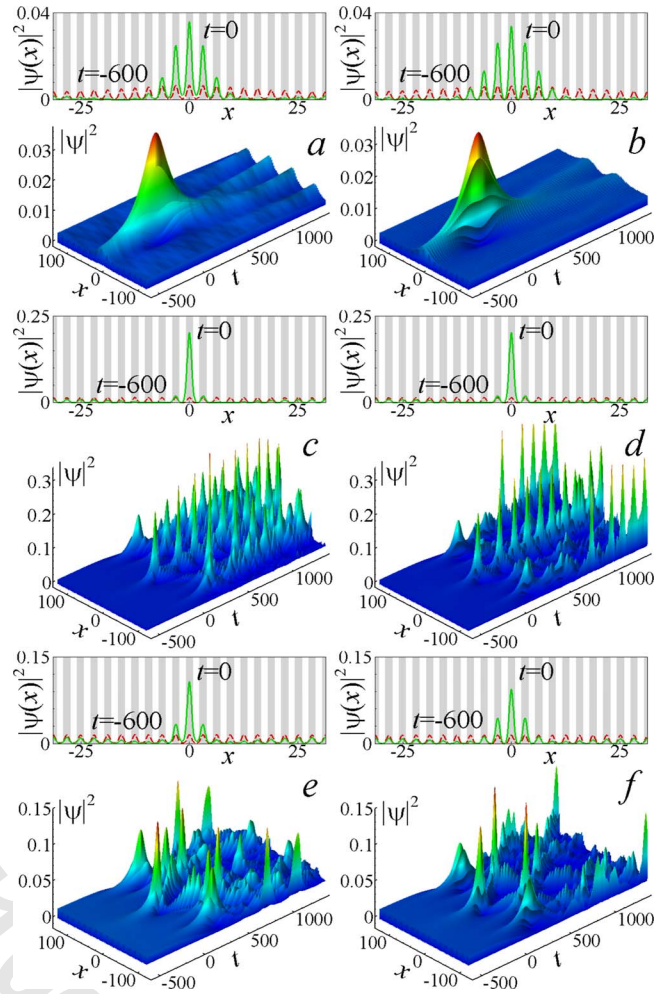 0.04 |ψ(x)|² t=0 t=-600 0 -25 0 x 25
0.04 |ψ(x)|² t=0 t=-600 0 -25 0 x 25
|ψ|² 0.03 0.02 0.01 0 a 100 0 -100 x -500 0 500 1000 t
|ψ|² 0.03 0.02 0.01 0 b 100 0 -100 x -500 0 500 1000 t
0.25 |ψ(x)|² t=0 t=-600 0 -25 0 x 25
0.25 |ψ(x)|² t=0 t=-600 0 -25 0 x 25
|ψ|² 0.3 0.2 0.1 0 c 100 0 -100 x -500 0 500 1000 t
|ψ|² 0.3 0.2 0.1 0 d 100 0 -100 x -500 0 500 1000 t
0.15 |ψ(x)|² t=0 t=-600 0 -25 0 x 25
0.15 |ψ(x)|² t=0 t=-600 0 -25 0 x 25
0.15 |ψ|² 0.1 0.05 0 e 100 0 -100 x -500 0 500 1000 t
0.15 |ψ|² 0.1 0.05 0 f 100 0 -100 x -500 0 500 1000 t